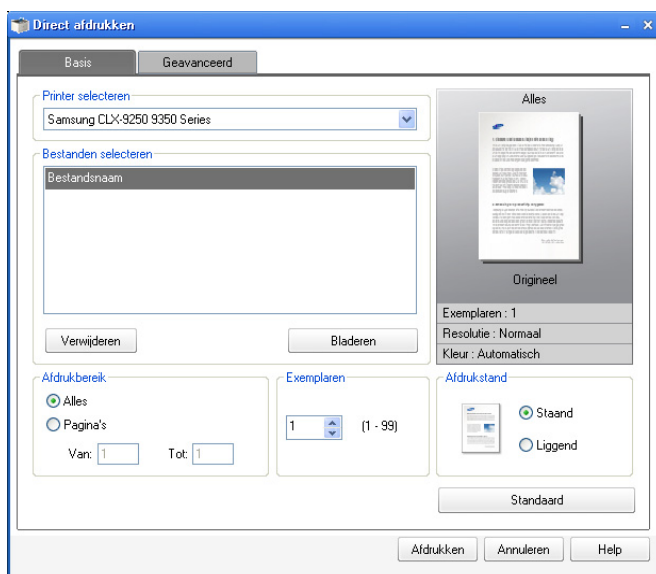 Direct afdrukken
Basis
Geavanceerd
Printer selecteren
Samsung CLX-9250 9350 Series
Bestanden selecteren
Bestandsnaam
Verwijderen
Bladeren
Alles
Origineel
Exemplaren : 1
Resolutie : Normaal
Kleur : Automatisch
Afdrukbereik
Alles
Pagina's
Van: 1 Tot: 1
Exemplaren
1 (1 - 99)
Afdrukstand
Staand
Liggend
Standaard
Afdrukken
Annuleren
Help